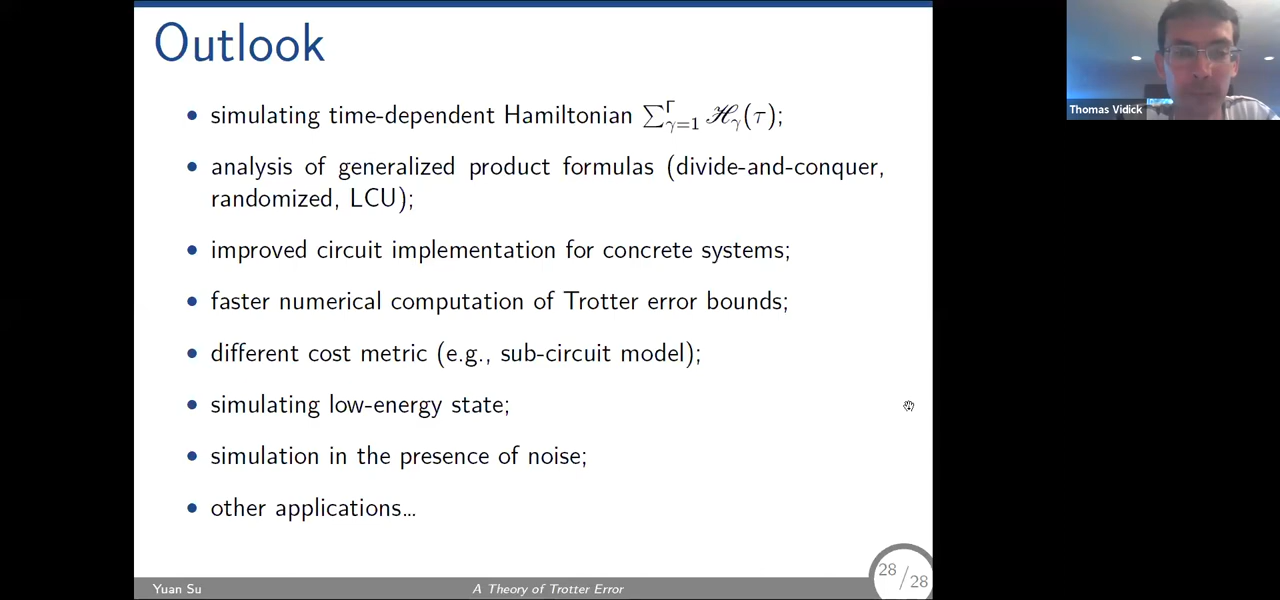 Outlook
• simulating time-dependent Hamiltonian ∑_{γ=1}^{Γ} ℋ_γ(τ);
• analysis of generalized product formulas (divide-and-conquer,
randomized, LCU);
• improved circuit implementation for concrete systems;
• faster numerical computation of Trotter error bounds;
• different cost metric (e.g., sub-circuit model);
• simulating low-energy state;
• simulation in the presence of noise;
• other applications...
Yuan Su
A Theory of Trotter Error
28/28
Thomas Vidick